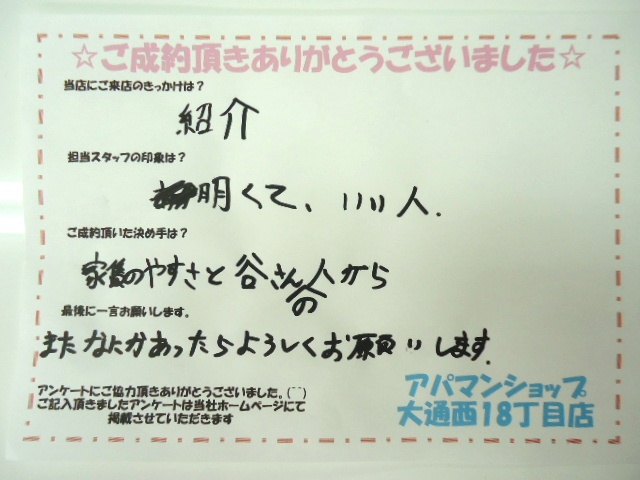 ☆ご成約頂きありがとうございました☆
当店にご来店のきっかけは?
紹介
担当スタッフの印象は?
明くて、いい人.
ご成約頂いた決め手は?
家賃のやすさと谷さん人がら
の
最後に一言お願いします。
またなにかあったらよろしくお願いします.
アンケートにご協力頂きありがとうございました。(^^)
ご記入頂きましたアンケートは当社ホームページにて
掲載させていただきます
アパマンショップ
大通西18丁目店